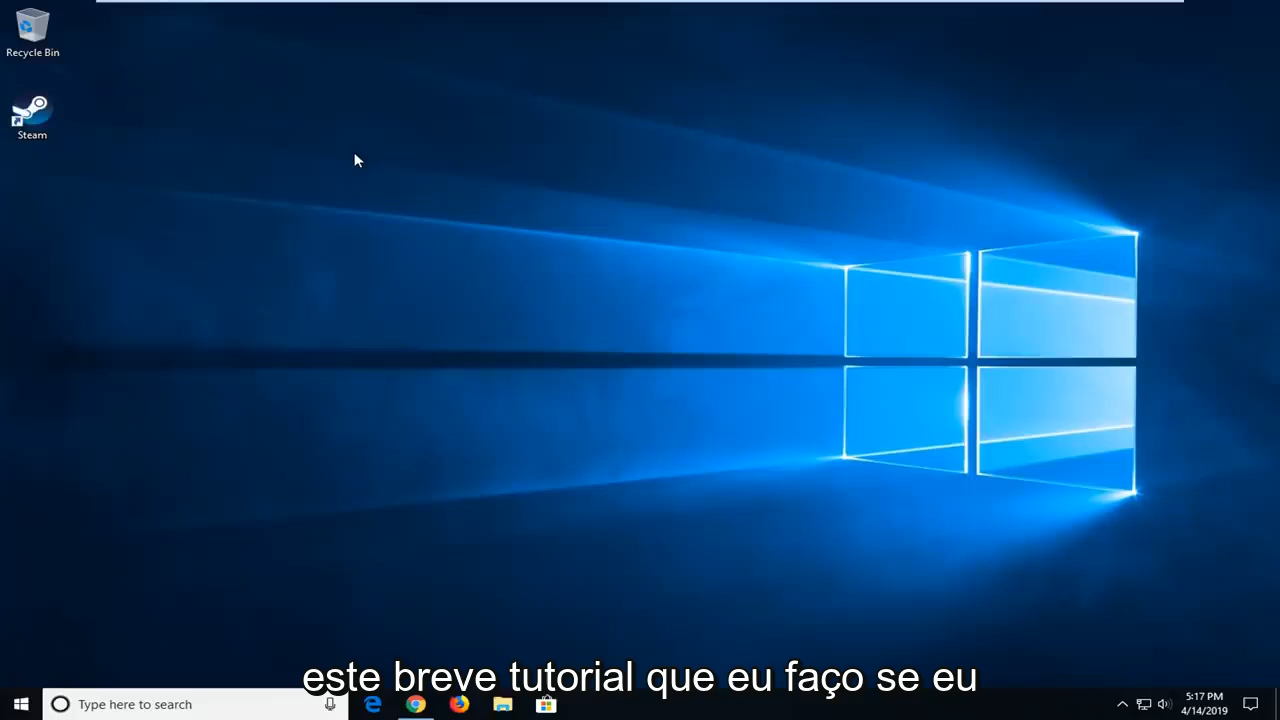 Recycle Bin
Steam
este breve tutorial que eu faço se eu
Type here to search
5:17 PM
4/14/2019